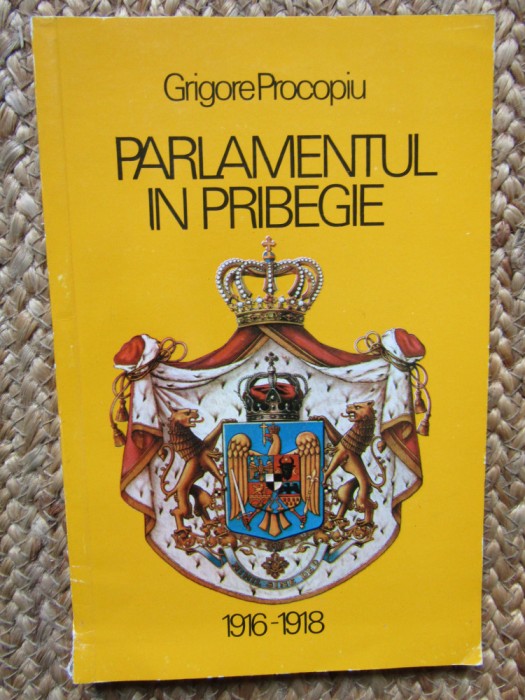 Grigore Procopiu
PARLAMENTUL
IN PRIBEGIE
1916-1918